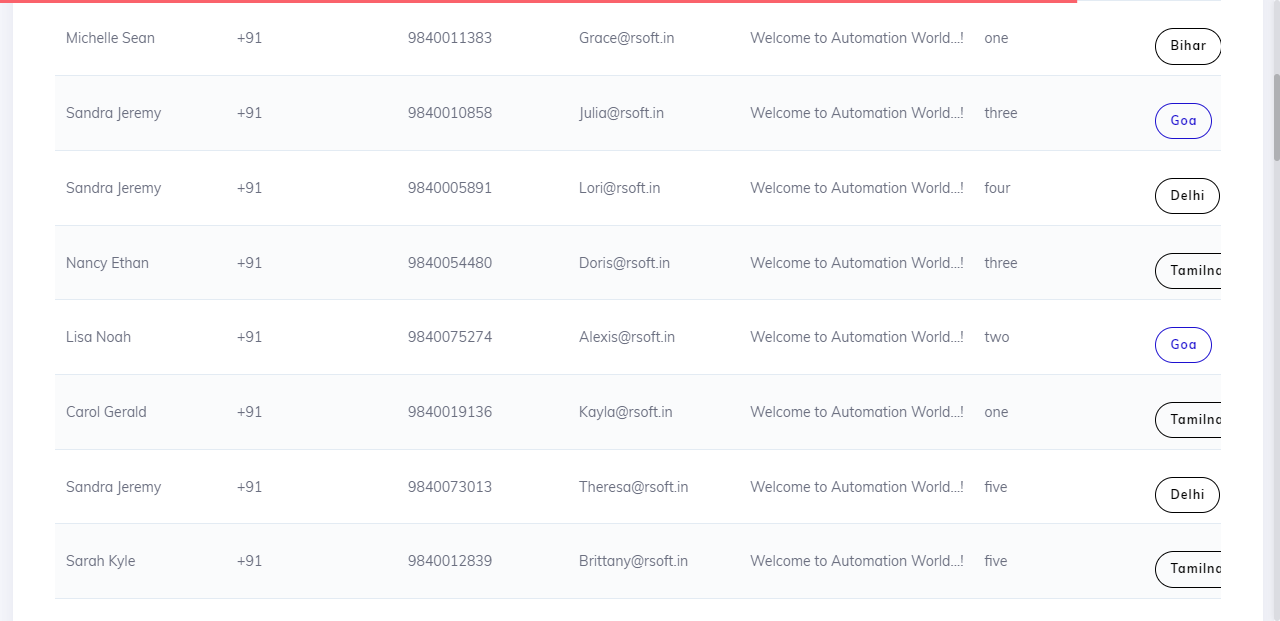 Michelle Sean +91 9840011383 Grace@rsoft.in Welcome to Automation World...! one Bihar
Sandra Jeremy +91 9840010858 Julia@rsoft.in Welcome to Automation World...! three Goa
Sandra Jeremy +91 9840005891 Lori@rsoft.in Welcome to Automation World...! four Delhi
Nancy Ethan +91 9840054480 Doris@rsoft.in Welcome to Automation World...! three Tamilna
Lisa Noah +91 9840075274 Alexis@rsoft.in Welcome to Automation World...! two Goa
Carol Gerald +91 9840019136 Kayla@rsoft.in Welcome to Automation World...! one Tamilna
Sandra Jeremy +91 9840073013 Theresa@rsoft.in Welcome to Automation World...! five Delhi
Sarah Kyle +91 9840012839 Brittany@rsoft.in Welcome to Automation World...! five Tamilna